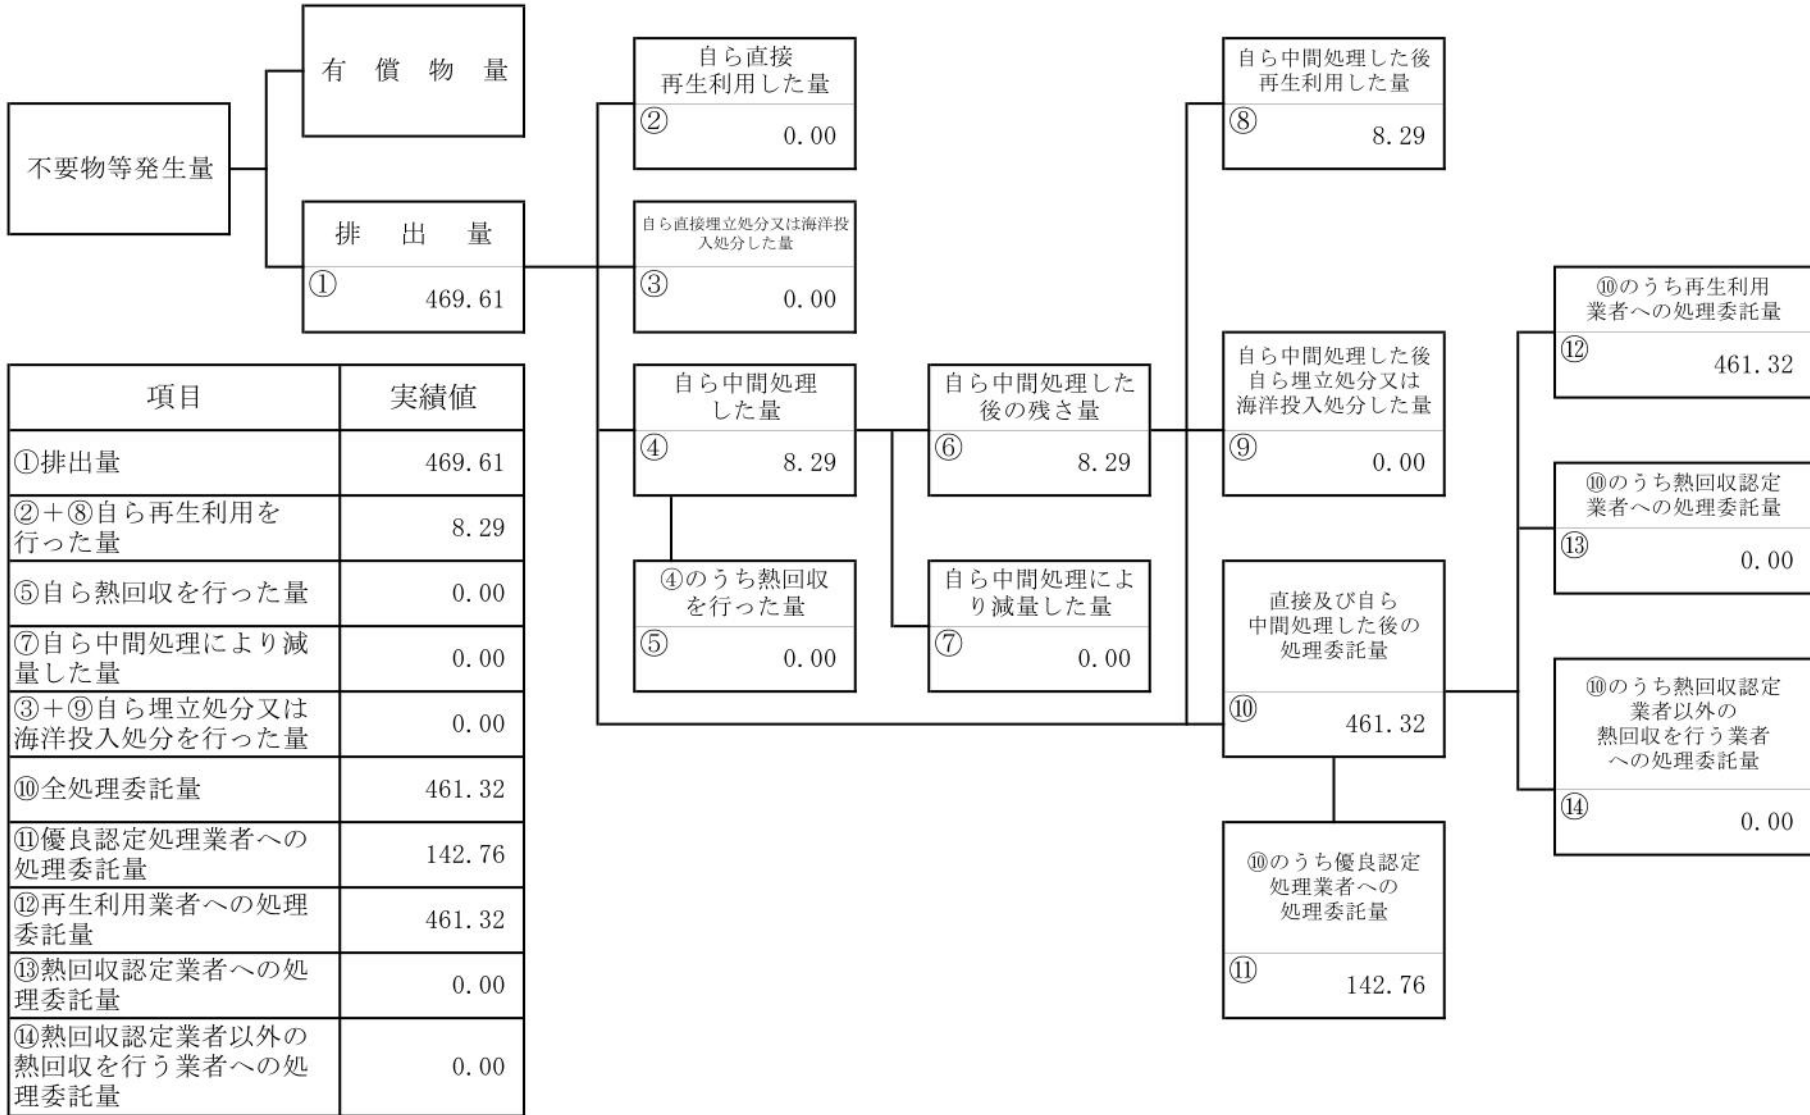 有 償 物 量
不要物等発生量
排 出 量
① 469.61
自ら直接
再生利用した量
② 0.00
自ら直接埋立処分又は海洋投
入処分した量
③ 0.00
自ら中間処理
した量
④ 8.29
④のうち熱回収
を行った量
⑤ 0.00
自ら中間処理した
後の残さ量
⑥ 8.29
自ら中間処理によ
り減量した量
⑦ 0.00
自ら中間処理した後
再生利用した量
⑧ 8.29
自ら中間処理した後
自ら埋立処分又は
海洋投入処分した量
⑨ 0.00
直接及び自ら
中間処理した後の
処理委託量
⑩ 461.32
⑩のうち優良認定
処理業者への
処理委託量
⑪ 142.76
⑩のうち再生利用
業者への処理委託量
⑫ 461.32
⑩のうち熱回収認定
業者への処理委託量
⑬ 0.00
⑩のうち熱回収認定
業者以外の
熱回収を行う業者
への処理委託量
⑭ 0.00
項目 実績値
①排出量 469.61
②＋⑧自ら再生利用を
行った量 8.29
⑤自ら熱回収を行った量 0.00
⑦自ら中間処理により減
量した量 0.00
③＋⑨自ら埋立処分又は
海洋投入処分を行った量 0.00
⑩全処理委託量 461.32
⑪優良認定処理業者への
処理委託量 142.76
⑫再生利用業者への処理
委託量 461.32
⑬熱回収認定業者への処
理委託量 0.00
⑭熱回収認定業者以外の
熱回収を行う業者への処
理委託量 0.00